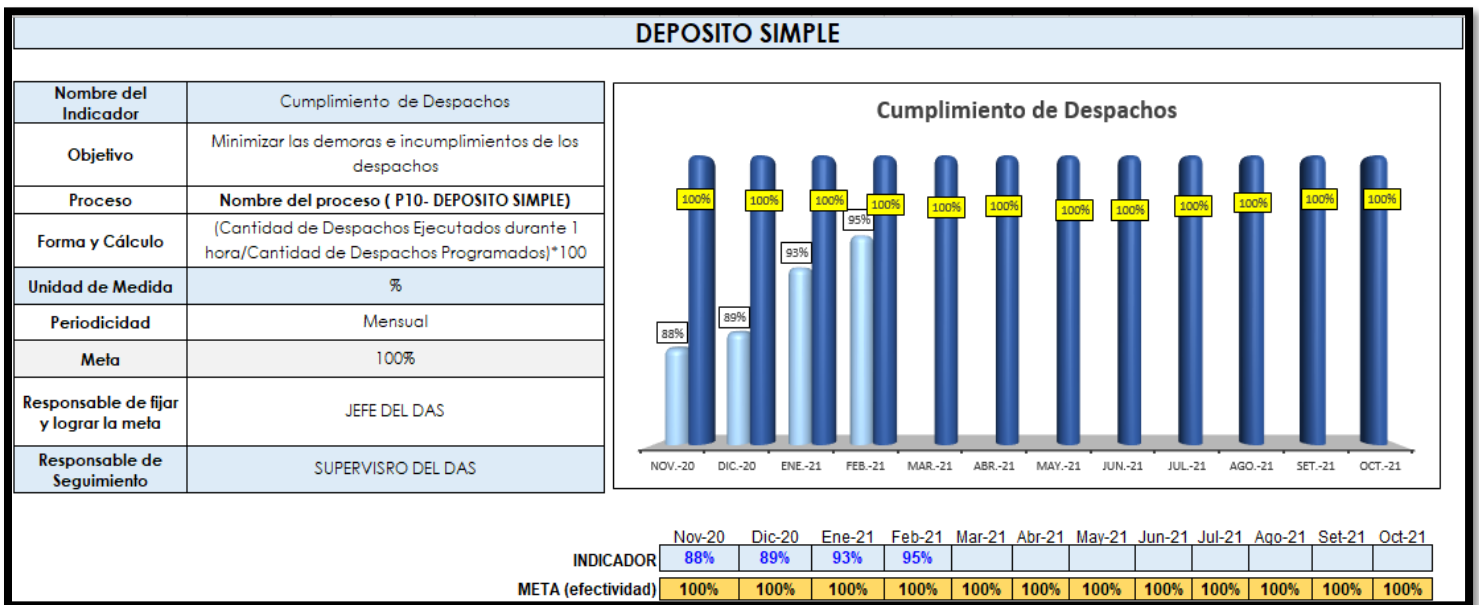 DEPOSITO SIMPLE
Nombre del
Indicador
Cumplimiento de Despachos
Objetivo
Minimizar las demoras e incumplimientos de los
despachos
Proceso
Nombre del proceso ( P10- DEPOSITO SIMPLE)
Forma y Cálculo
(Cantidad de Despachos Ejecutados durante 1
hora/Cantidad de Despachos Programados)*100
Unidad de Medida
%
Periodicidad
Mensual
Meta
100%
Responsable de fijar
y lograr la meta
JEFE DEL DAS
Responsable de
Seguimiento
SUPERVISRO DEL DAS
Cumplimiento de Despachos
100% 100% 100% 100% 100% 100% 100% 100% 100% 100% 100% 100%
88% 89% 93% 95%
NOV.-20 DIC.-20 ENE.-21 FEB.-21 MAR.-21 ABR.-21 MAY.-21 JUN.-21 JUL.-21 AGO.-21 SET.-21 OCT.-21
Nov-20 Dic-20 Ene-21 Feb-21 Mar-21 Abr-21 May-21 Jun-21 Jul-21 Ago-21 Set-21 Oct-21
INDICADOR 88% 89% 93% 95%
META (efectividad) 100% 100% 100% 100% 100% 100% 100% 100% 100% 100% 100% 100%